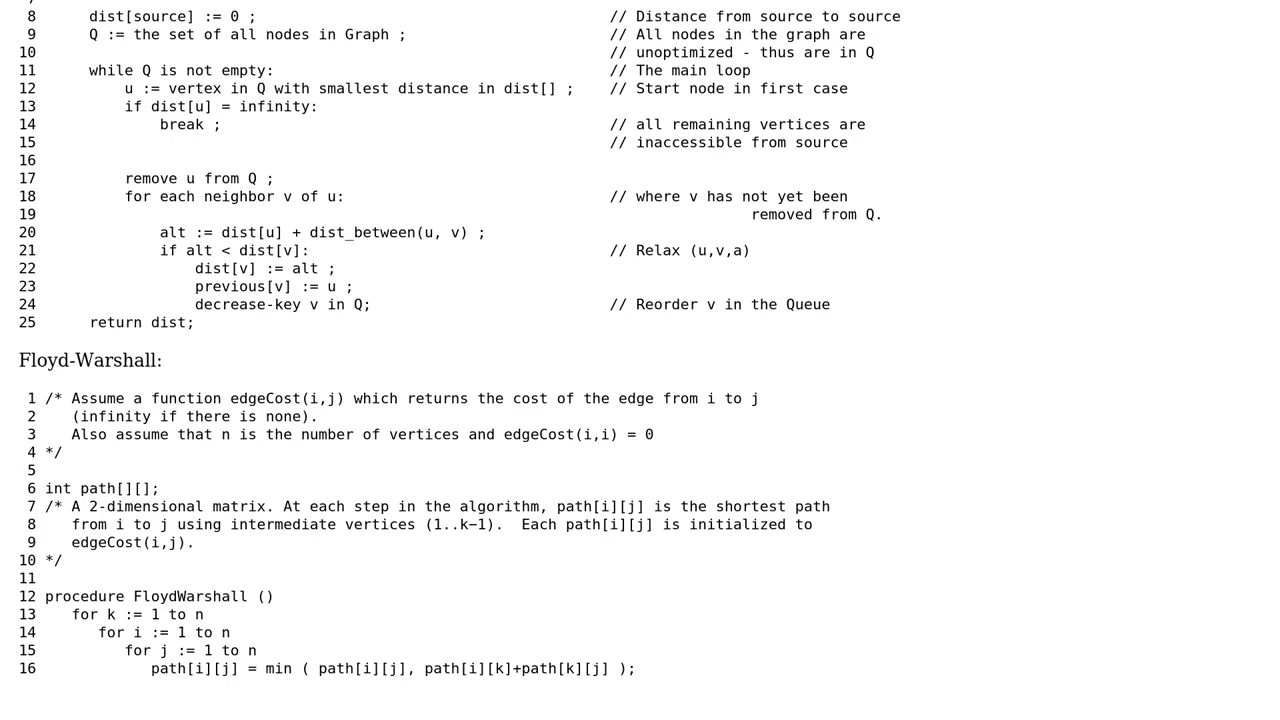 7
8      dist[source] := 0 ;                                        // Distance from source to source
9      Q := the set of all nodes in Graph ;                       // All nodes in the graph are
10                                                                 // unoptimized - thus are in Q
11      while Q is not empty:                                      // The main loop
12          u := vertex in Q with smallest distance in dist[] ;    // Start node in first case
13          if dist[u] = infinity:
14              break ;                                            // all remaining vertices are
15                                                                 // inaccessible from source
16
17          remove u from Q ;
18          for each neighbor v of u:                              // where v has not yet been
19                                                                                 removed from Q.
20              alt := dist[u] + dist_between(u, v) ;
21              if alt < dist[v]:                                  // Relax (u,v,a)
22                  dist[v] := alt ;
23                  previous[v] := u ;
24                  decrease-key v in Q;                           // Reorder v in the Queue
25      return dist;
Floyd-Warshall:
1 /* Assume a function edgeCost(i,j) which returns the cost of the edge from i to j
2    (infinity if there is none).
3    Also assume that n is the number of vertices and edgeCost(i,i) = 0
4 */
5
6 int path[][];
7 /* A 2-dimensional matrix. At each step in the algorithm, path[i][j] is the shortest path
8    from i to j using intermediate vertices (1..k−1).  Each path[i][j] is initialized to
9    edgeCost(i,j).
10 */
11
12 procedure FloydWarshall ()
13    for k := 1 to n
14       for i := 1 to n
15          for j := 1 to n
16             path[i][j] = min ( path[i][j], path[i][k]+path[k][j] );